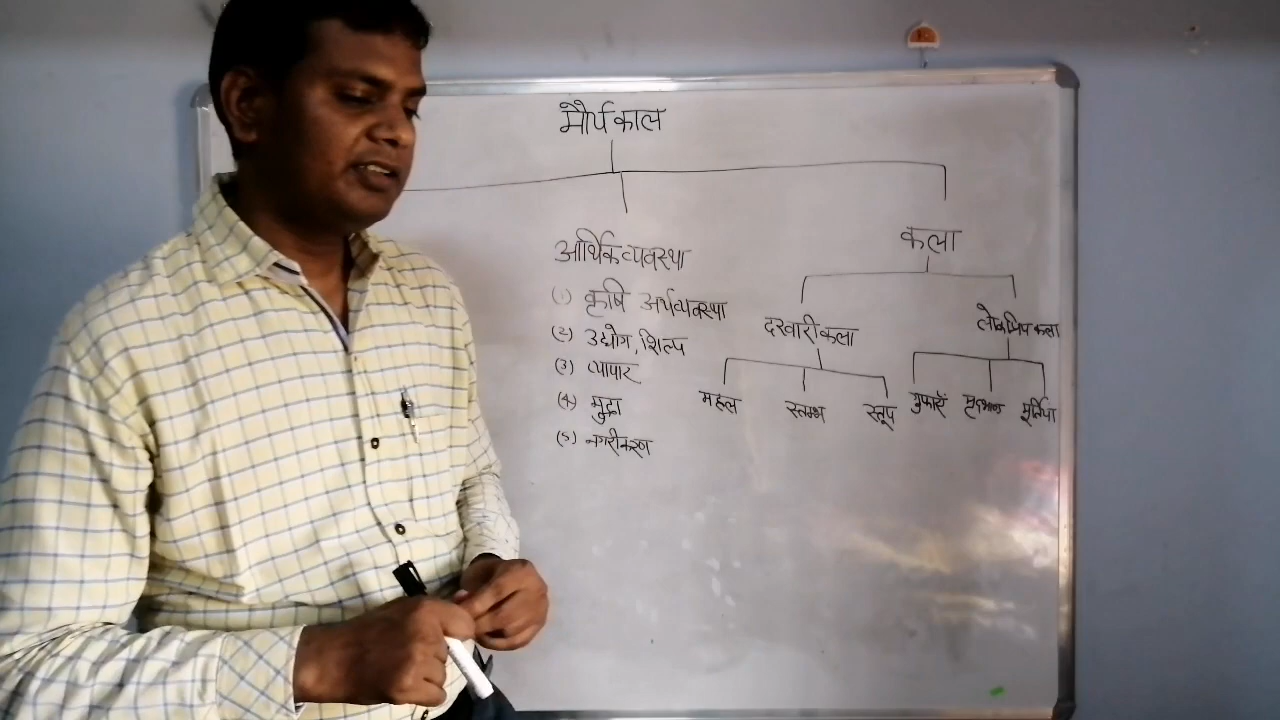 मौर्य काल
आर्थिक व्यवस्था
(1) कृषि अर्थव्यवस्था
(2) उद्योग, शिल्प
(3) व्यापार
(4) मुद्रा
(5) नगरीकरण
कला
दरबारी कला
लोकप्रिय कला
महल स्तम्भ स्तूप गुफाएँ मृदभाण्ड मूर्तियां